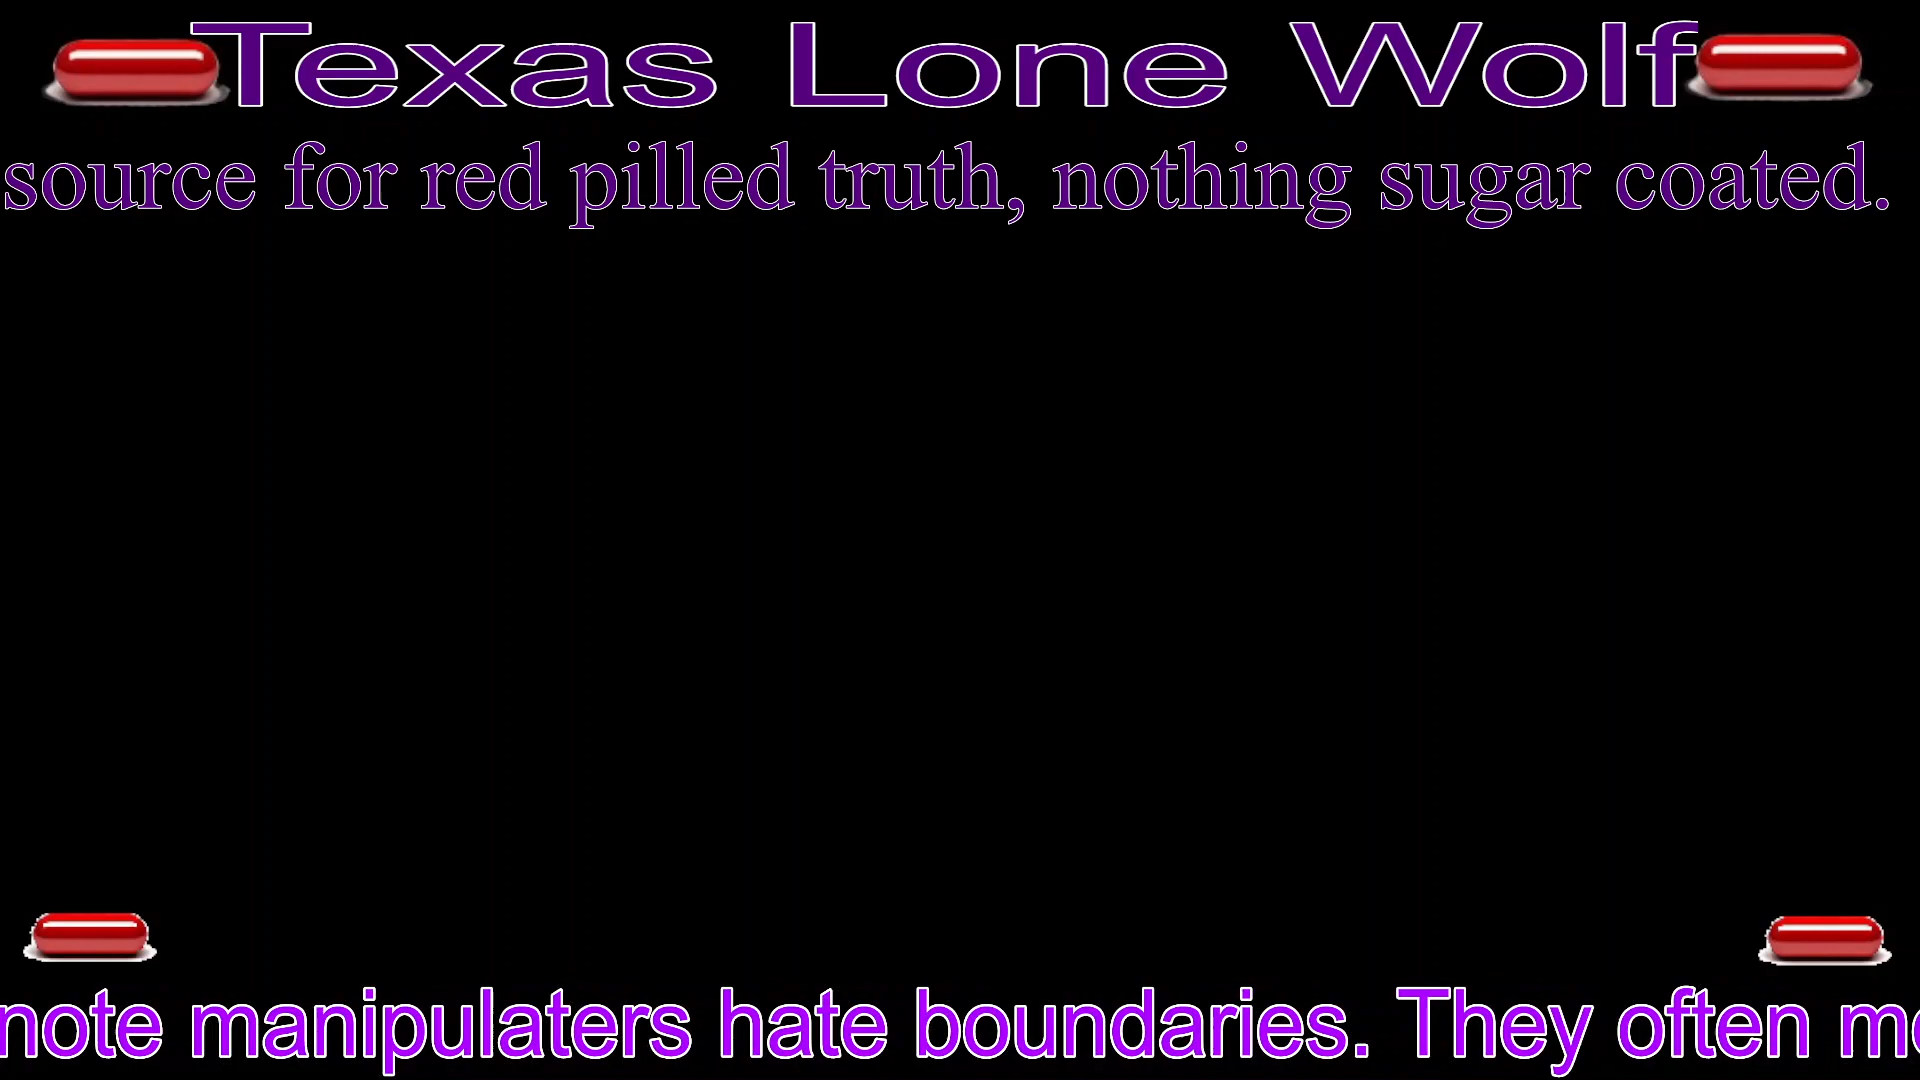 Texas Lone Wolf
source for red pilled truth, nothing sugar coated.
note manipulaters hate boundaries. They often